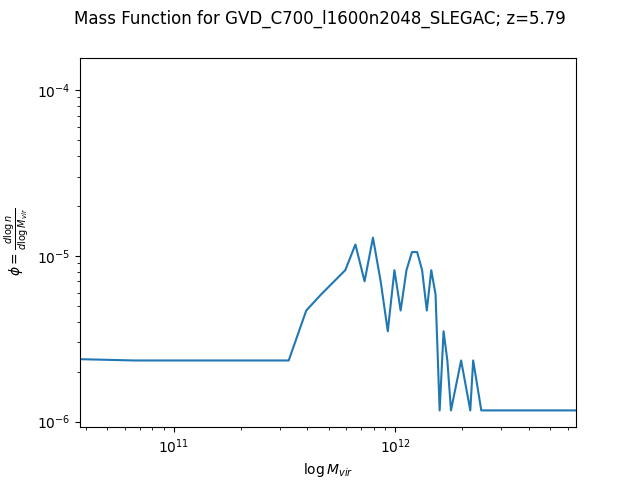 Mass Function for GVD_C700_l1600n2048_SLEGAC; z=5.79
10⁻⁴
10⁻⁵
10⁻⁶
ϕ = d log n / d log M_vir
10¹¹ 10¹²
log M_vir